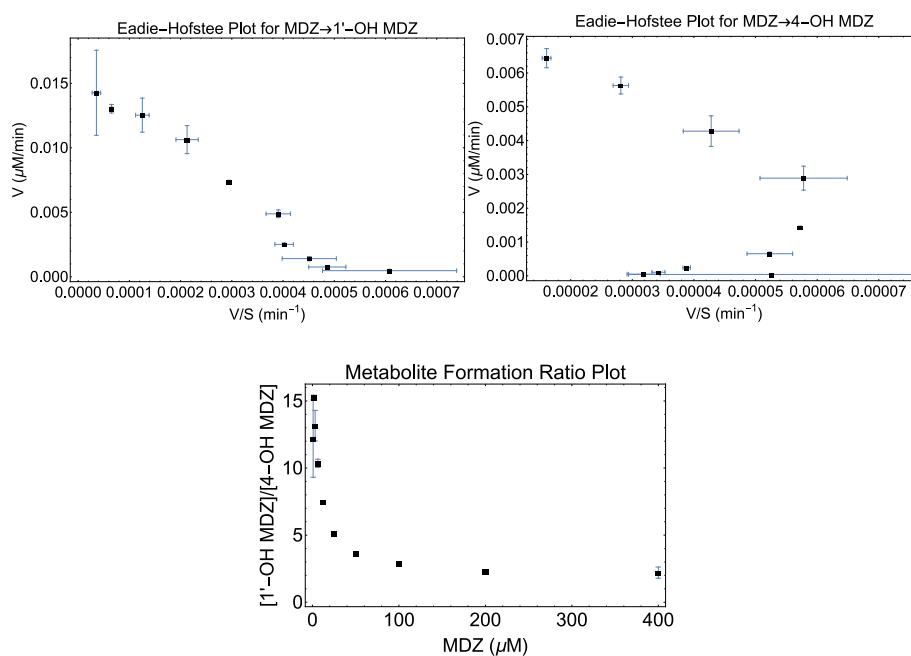 Eadie−Hofstee Plot for MDZ→1'−OH MDZ
V (μM/min)
0.015
0.010
0.005
0.000
0.0000 0.0001 0.0002 0.0003 0.0004 0.0005 0.0006 0.0007
V/S (min⁻¹)
Eadie−Hofstee Plot for MDZ→4−OH MDZ
V (μM/min)
0.007
0.006
0.005
0.004
0.003
0.002
0.001
0.000
0.00002 0.00003 0.00004 0.00005 0.00006 0.00007
V/S (min⁻¹)
Metabolite Formation Ratio Plot
[1'−OH MDZ]/[4−OH MDZ]
15
10
5
0
0 100 200 300 400
MDZ (μM)